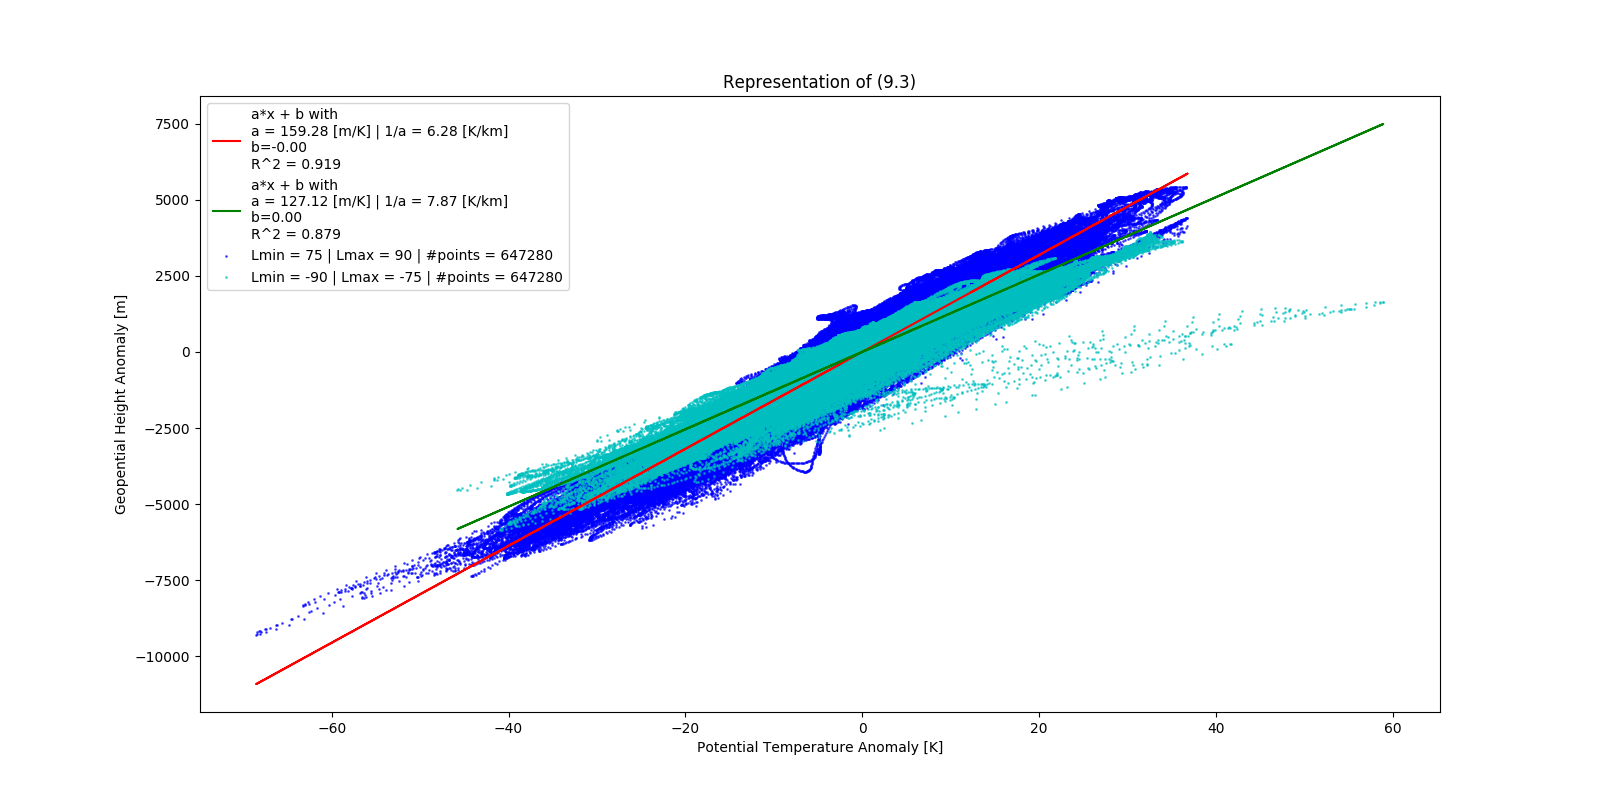 Representation of (9.3)
a*x + b with
a = 159.28 [m/K] | 1/a = 6.28 [K/km]
b=-0.00
R^2 = 0.919
a*x + b with
a = 127.12 [m/K] | 1/a = 7.87 [K/km]
b=0.00
R^2 = 0.879
Lmin = 75 | Lmax = 90 | #points = 647280
Lmin = -90 | Lmax = -75 | #points = 647280
Geopential Height Anomaly [m]
7500
5000
2500
0
−2500
−5000
−7500
−10000
−60
−40
−20
0
20
40
60
Potential Temperature Anomaly [K]